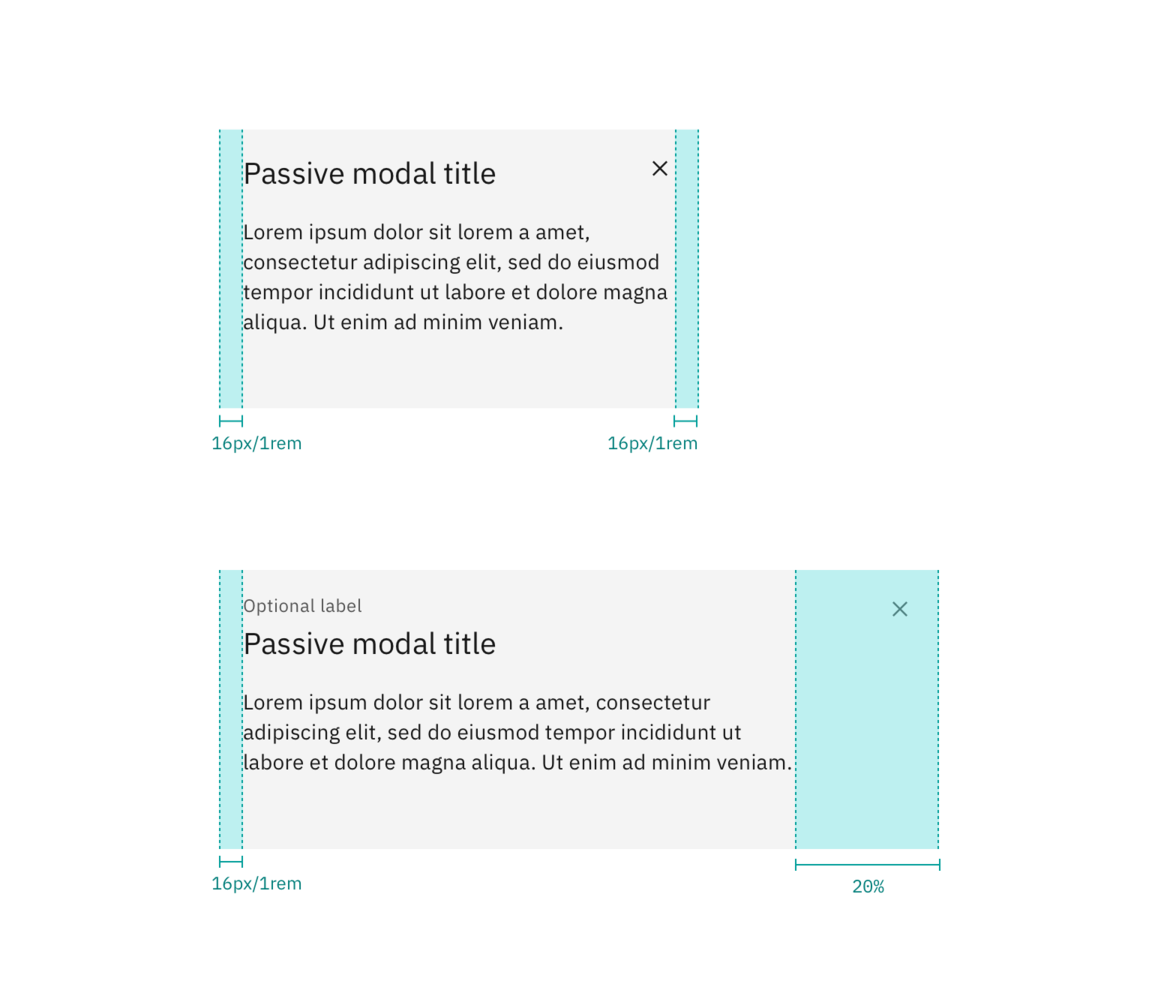 Passive modal title
Lorem ipsum dolor sit lorem a amet,
consectetur adipiscing elit, sed do eiusmod
tempor incididunt ut labore et dolore magna
aliqua. Ut enim ad minim veniam.
16px/1rem
16px/1rem
Optional label
Passive modal title
Lorem ipsum dolor sit lorem a amet, consectetur
adipiscing elit, sed do eiusmod tempor incididunt ut
labore et dolore magna aliqua. Ut enim ad minim veniam.
16px/1rem
20%